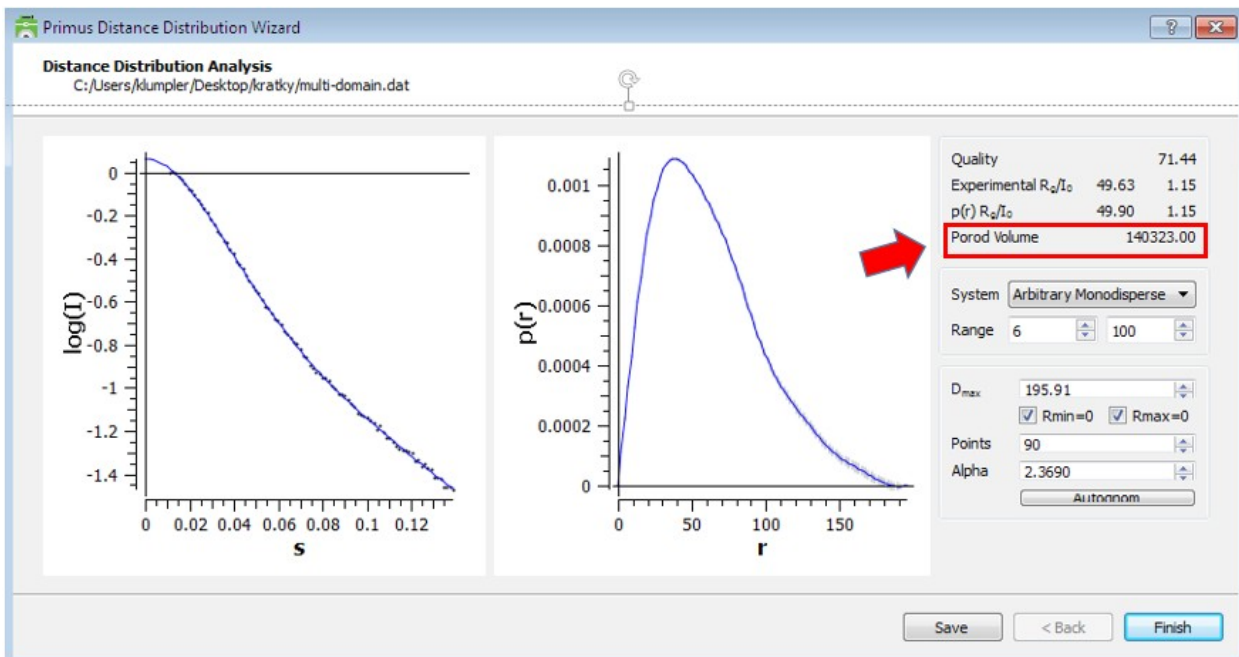 Primus Distance Distribution Wizard
Distance Distribution Analysis
C:/Users/klumpler/Desktop/kratky/multi-domain.dat
log(I)
0
-0.2
-0.4
-0.6
-0.8
-1
-1.2
-1.4
0 0.02 0.04 0.06 0.08 0.1 0.12
s
p(r)
0.001
0.0008
0.0006
0.0004
0.0002
0
0 50 100 150
r
Quality 71.44
Experimental Rg/I0 49.63 1.15
p(r) Rg/I0 49.90 1.15
Porod Volume 140323.00
System Arbitrary Monodisperse
Range 6 100
Dmax 195.91
Rmin=0 Rmax=0
Points 90
Alpha 2.3690
Autognom
Save < Back Finish